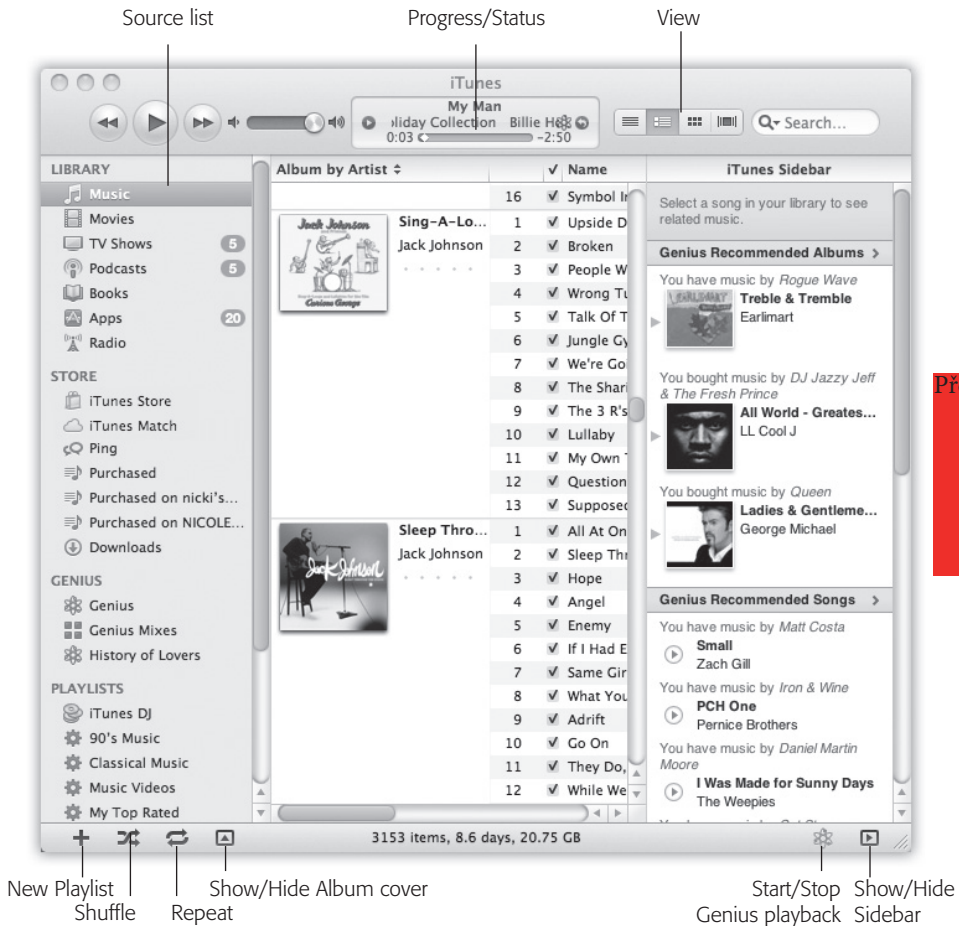 Source list
Progress/Status
View
iTunes
My Man
liday Collection Billie Ho
0:03
-2:50
Search...
LIBRARY
Music
Movies
TV Shows 5
Podcasts 5
Books
Apps 20
Radio
STORE
iTunes Store
iTunes Match
Ping
Purchased
Purchased on nicki's...
Purchased on NICOLE...
Downloads
GENIUS
Genius
Genius Mixes
History of Lovers
PLAYLISTS
iTunes DJ
90's Music
Classical Music
Music Videos
My Top Rated
Album by Artist
Name
16 Symbol In
Jack Johnson
Curious George
Sing-A-Lo...
Jack Johnson
1 Upside D
2 Broken
3 People W
4 Wrong Tu
5 Talk Of T
6 Jungle Gy
7 We're Goi
8 The Shari
9 The 3 R's
10 Lullaby
11 My Own
12 Question
13 Supposed
Jack Johnson
Sleep Thro...
Jack Johnson
1 All At On
2 Sleep Thr
3 Hope
4 Angel
5 Enemy
6 If I Had E
7 Same Gir
8 What You
9 Adrift
10 Go On
11 They Do,
12 While We
iTunes Sidebar
Select a song in your library to see
related music.
Genius Recommended Albums >
You have music by Rogue Wave
EARLIMART
Treble & Tremble
Earlimart
You bought music by DJ Jazzy Jeff
& The Fresh Prince
All World - Greates...
LL Cool J
You bought music by Queen
Ladies & Gentleme...
George Michael
Genius Recommended Songs >
You have music by Matt Costa
Small
Zach Gill
You have music by Iron & Wine
PCH One
Pernice Brothers
You have music by Daniel Martin
Moore
I Was Made for Sunny Days
The Weepies
Př
3153 items, 8.6 days, 20.75 GB
New Playlist
Shuffle
Repeat
Show/Hide Album cover
Start/Stop
Genius playback
Show/Hide
Sidebar